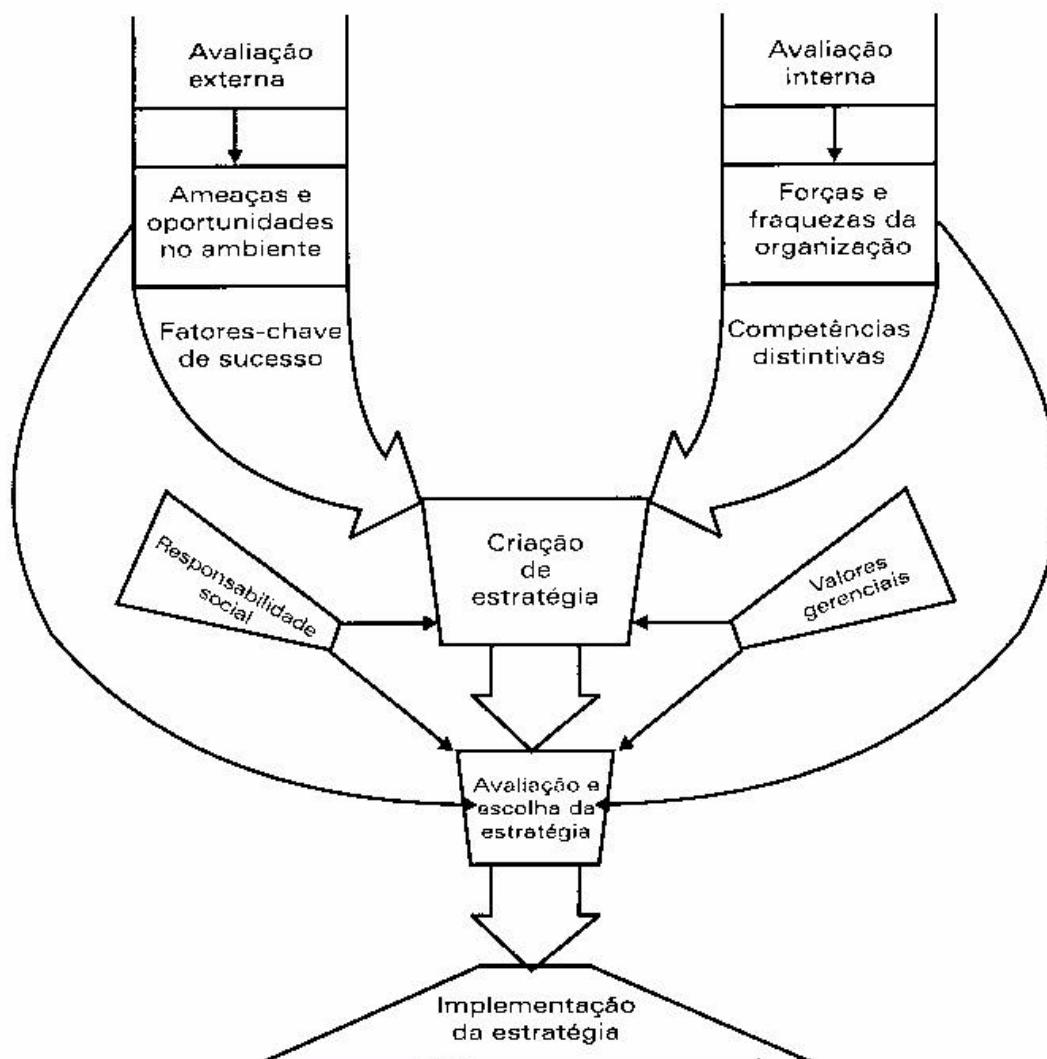 Avaliação
externa
Avaliação
interna
Ameaças e
oportunidades
no ambiente
Forças e
fraquezas da
organização
Fatores-chave
de sucesso
Competências
distintivas
Criação
de
estratégia
Responsabilidade
social
Valores
gerenciais
Avaliação e
escolha da
estratégia
Implementação
da estratégia